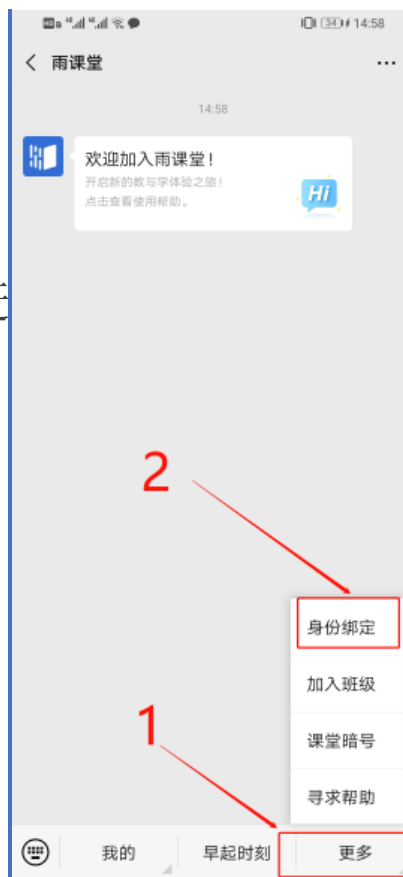 14:58
雨课堂
14:58
欢迎加入雨课堂！
开启新的教与学体验之旅！
点击查看使用帮助。
Hi
2
身份绑定
加入班级
1
课堂暗号
寻求帮助
我的
早起时刻
更多